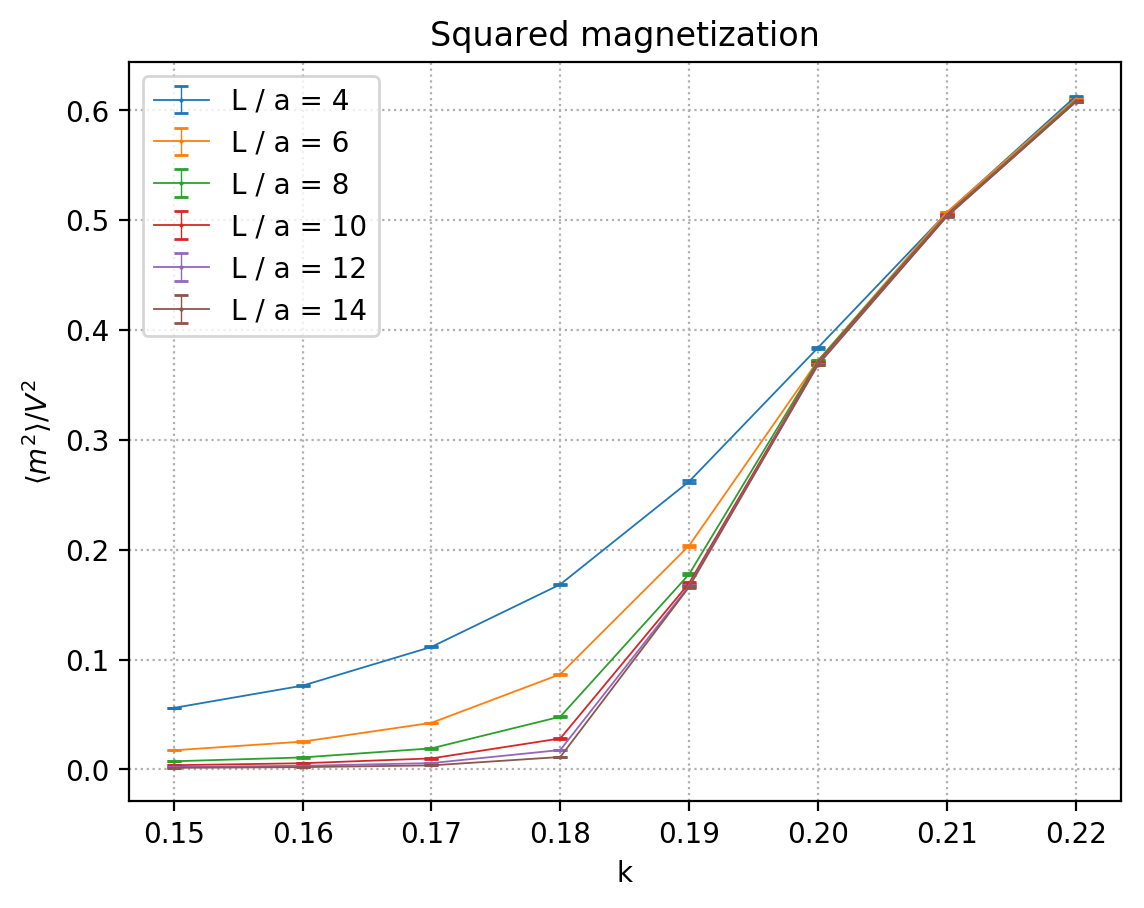 Squared magnetization
L / a = 4
L / a = 6
L / a = 8
L / a = 10
L / a = 12
L / a = 14
0.6
0.5
0.4
0.3
0.2
0.1
0.0
⟨m²⟩/V²
0.15 0.16 0.17 0.18 0.19 0.20 0.21 0.22
k